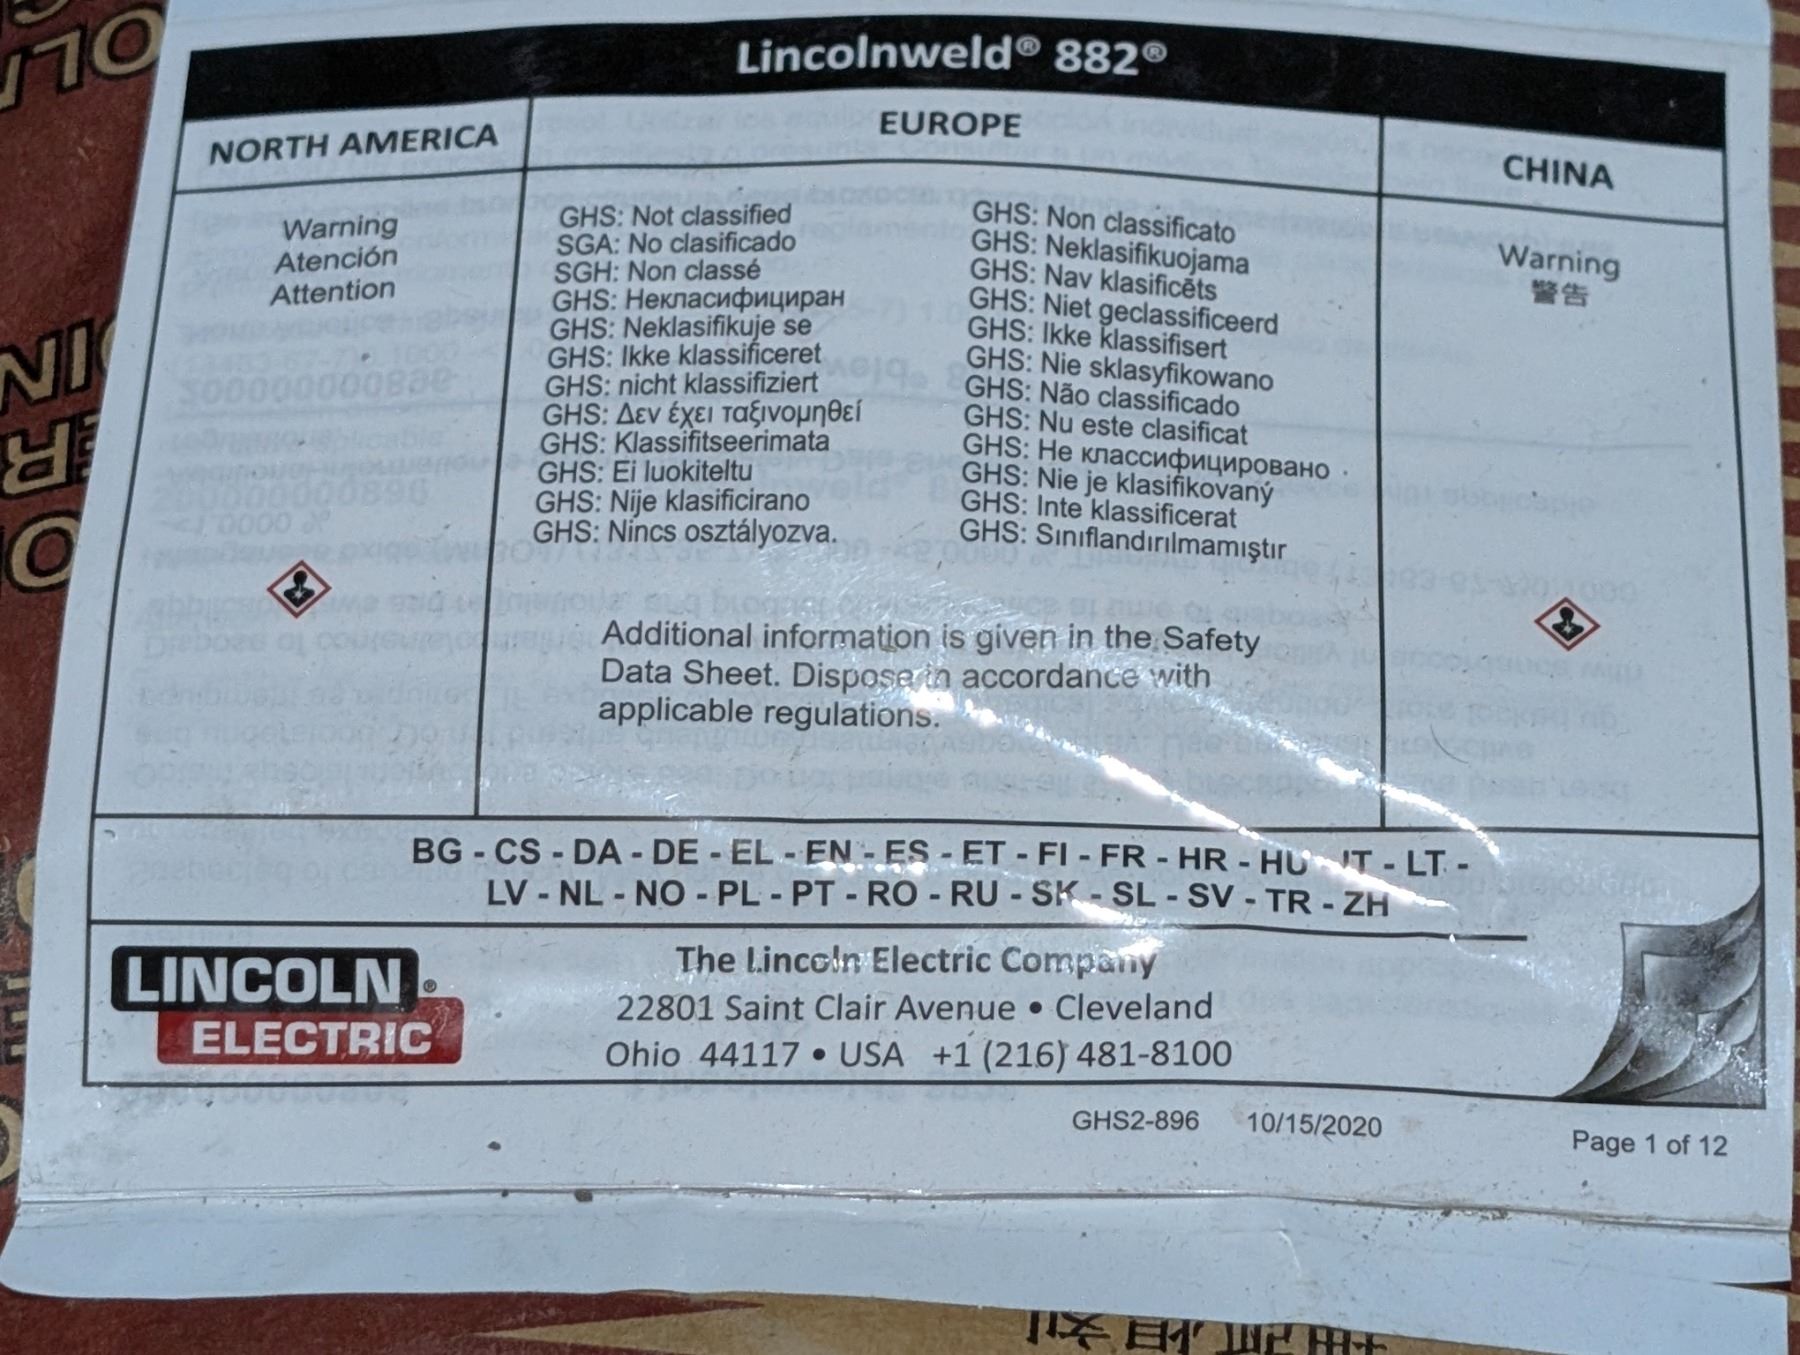 Lincolnweld® 882®
NORTH AMERICA
Warning
Atención
Attention
EUROPE
GHS: Not classified
SGA: No clasificado
SGH: Non classé
GHS: Некласифициран
GHS: Neklasifikuje se
GHS: Ikke klassificeret
GHS: nicht klassifiziert
GHS: Δεν έχει ταξινομηθεί
GHS: Klassifitseerimata
GHS: Ei luokiteltu
GHS: Nije klasificirano
GHS: Nincs osztályozva.
GHS: Non classificato
GHS: Neklasifikuojama
GHS: Nav klasificēts
GHS: Niet geclassificeerd
GHS: Ikke klassifisert
GHS: Nie sklasyfikowano
GHS: Não classificado
GHS: Nu este clasificat
GHS: Не классифицировано
GHS: Nie je klasifikovaný
GHS: Inte klassificerat
GHS: Sınıflandırılmamıştır
Additional information is given in the Safety
Data Sheet. Dispose in accordance with
applicable regulations.
CHINA
Warning
警告
BG - CS - DA - DE - EL - EN - ES - ET - FI - FR - HR - HU - IT - LT -
LV - NL - NO - PL - PT - RO - RU - SK - SL - SV - TR - ZH
LINCOLN®
ELECTRIC
The Lincoln Electric Company
22801 Saint Clair Avenue • Cleveland
Ohio 44117 • USA +1 (216) 481-8100
GHS2-896 10/15/2020
Page 1 of 12